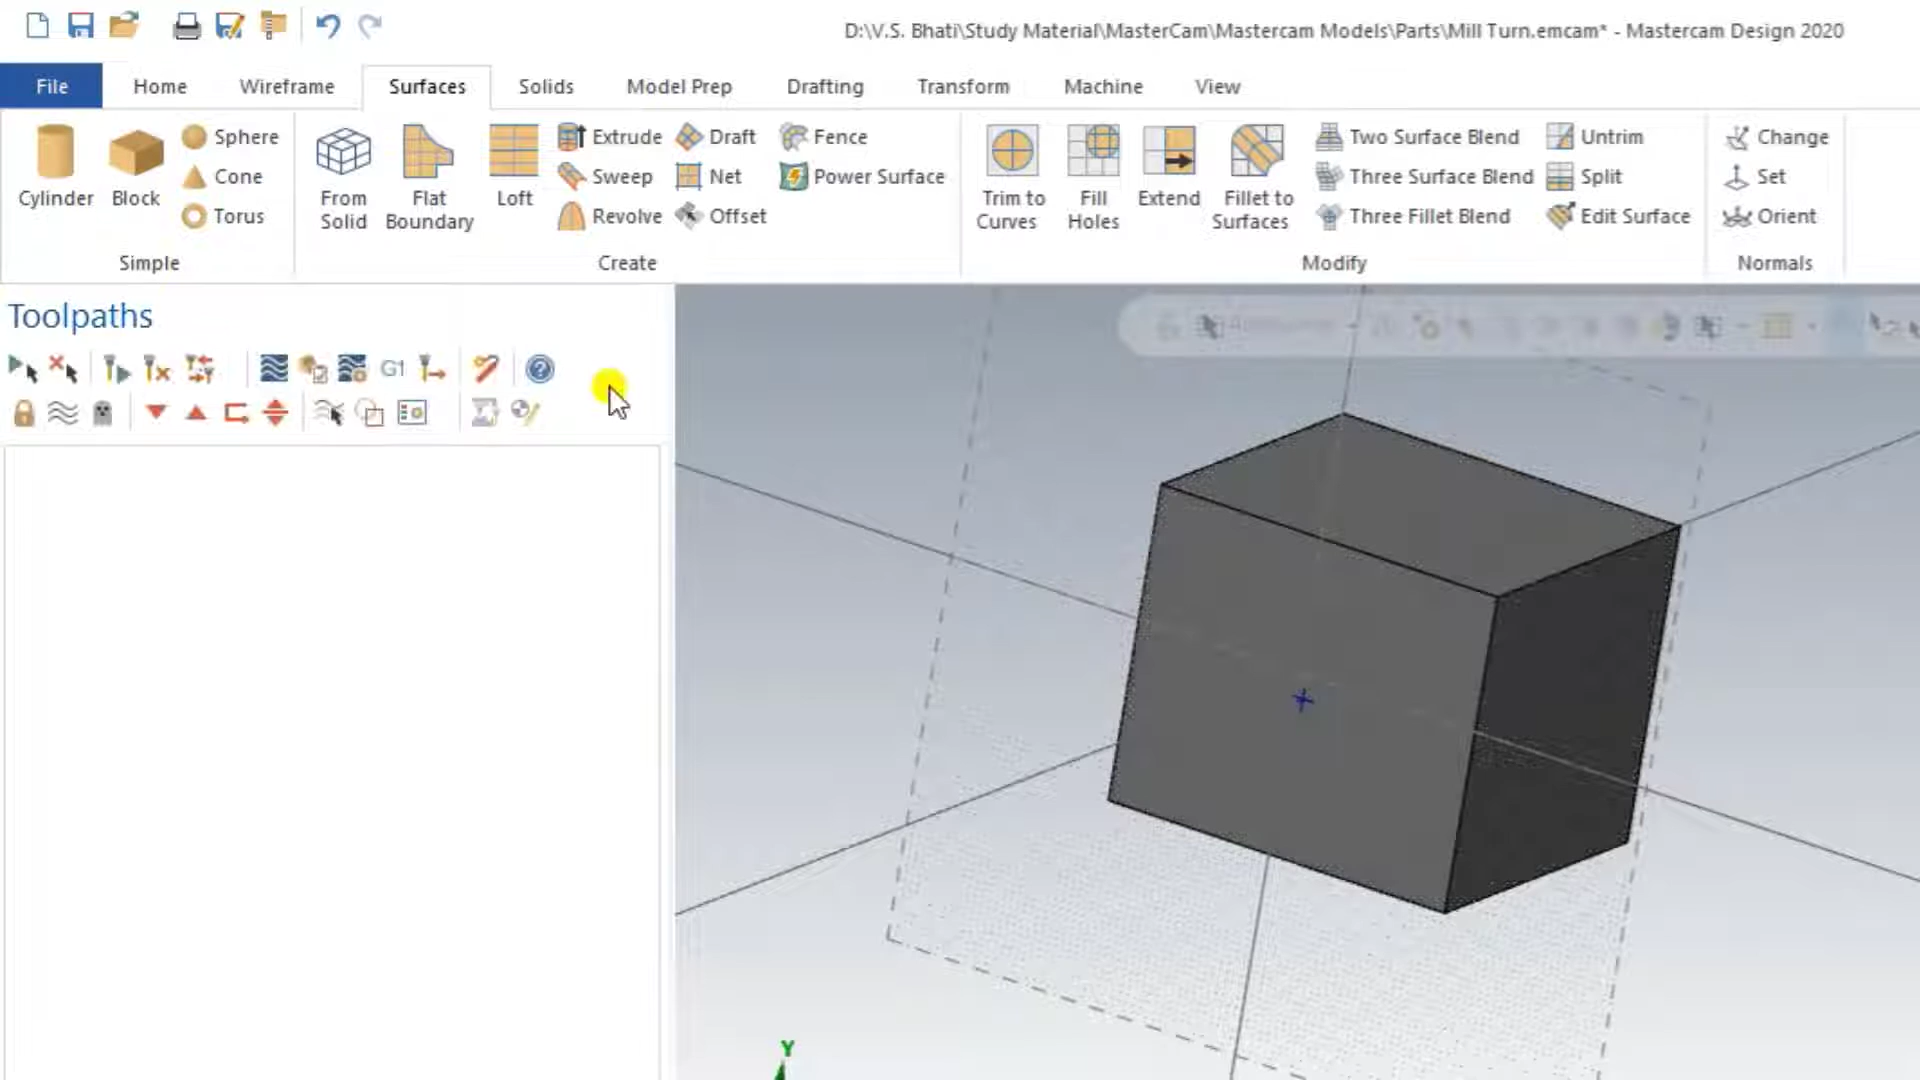 D:\V.S. Bhati\Study Material\MasterCam\Mastercam Models\Parts\Mill Turn.emcam* - Mastercam Design 2020
File Home Wireframe Surfaces Solids Model Prep Drafting Transform Machine View
Cylinder
Block
Sphere
Cone
Torus
Simple
From
Solid
Flat
Boundary
Loft
Extrude
Sweep
Revolve
Draft
Net
Offset
Fence
Power Surface
Create
Trim to
Curves
Fill
Holes
Extend
Fillet to
Surfaces
Two Surface Blend
Three Surface Blend
Three Fillet Blend
Untrim
Split
Edit Surface
Modify
Change
Set
Orient
Normals
Toolpaths
G1
Y